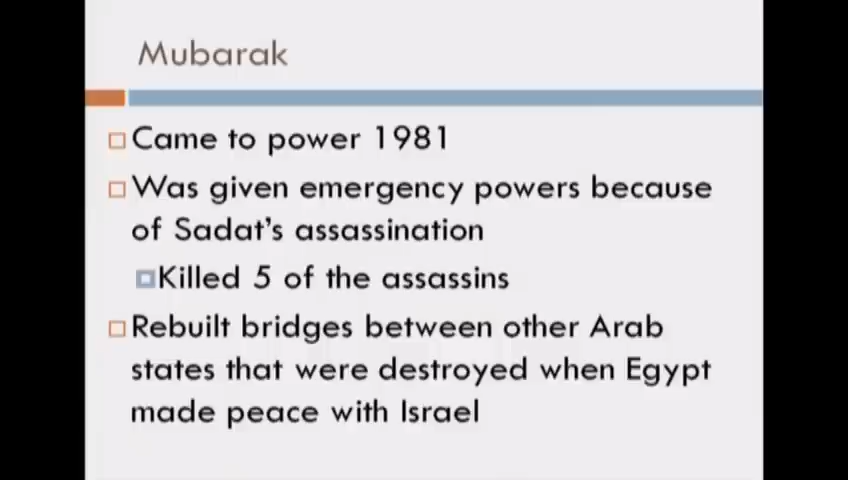 Mubarak
Came to power 1981
Was given emergency powers because
of Sadat's assassination
Killed 5 of the assassins
Rebuilt bridges between other Arab
states that were destroyed when Egypt
made peace with Israel